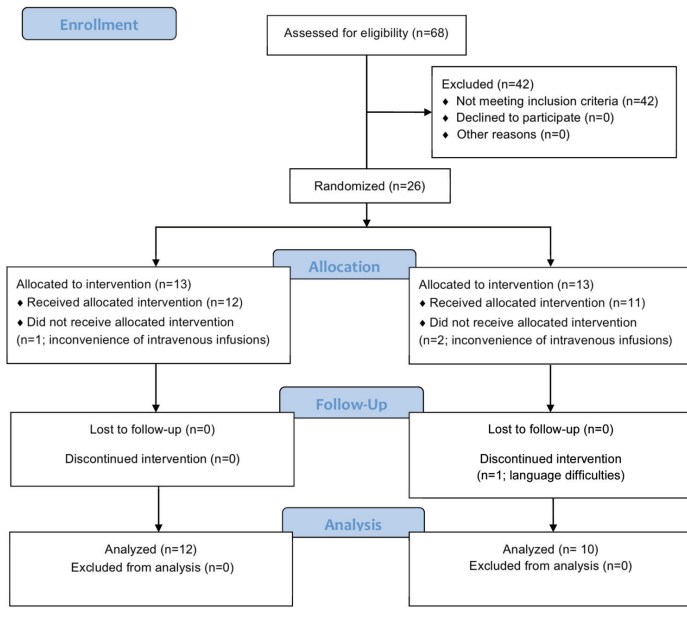 Enrollment
Assessed for eligibility (n=68)
Excluded (n=42)
♦ Not meeting inclusion criteria (n=42)
♦ Declined to participate (n=0)
♦ Other reasons (n=0)
Randomized (n=26)
Allocation
Allocated to intervention (n=13)
♦ Received allocated intervention (n=12)
♦ Did not receive allocated intervention
(n=1; inconvenience of intravenous infusions)
Allocated to intervention (n=13)
♦ Received allocated intervention (n=11)
♦ Did not receive allocated intervention
(n=2; inconvenience of intravenous infusions)
Follow-Up
Lost to follow-up (n=0)
Discontinued intervention (n=0)
Lost to follow-up (n=0)
Discontinued intervention
(n=1; language difficulties)
Analysis
Analyzed (n=12)
Excluded from analysis (n=0)
Analyzed (n= 10)
Excluded from analysis (n=0)